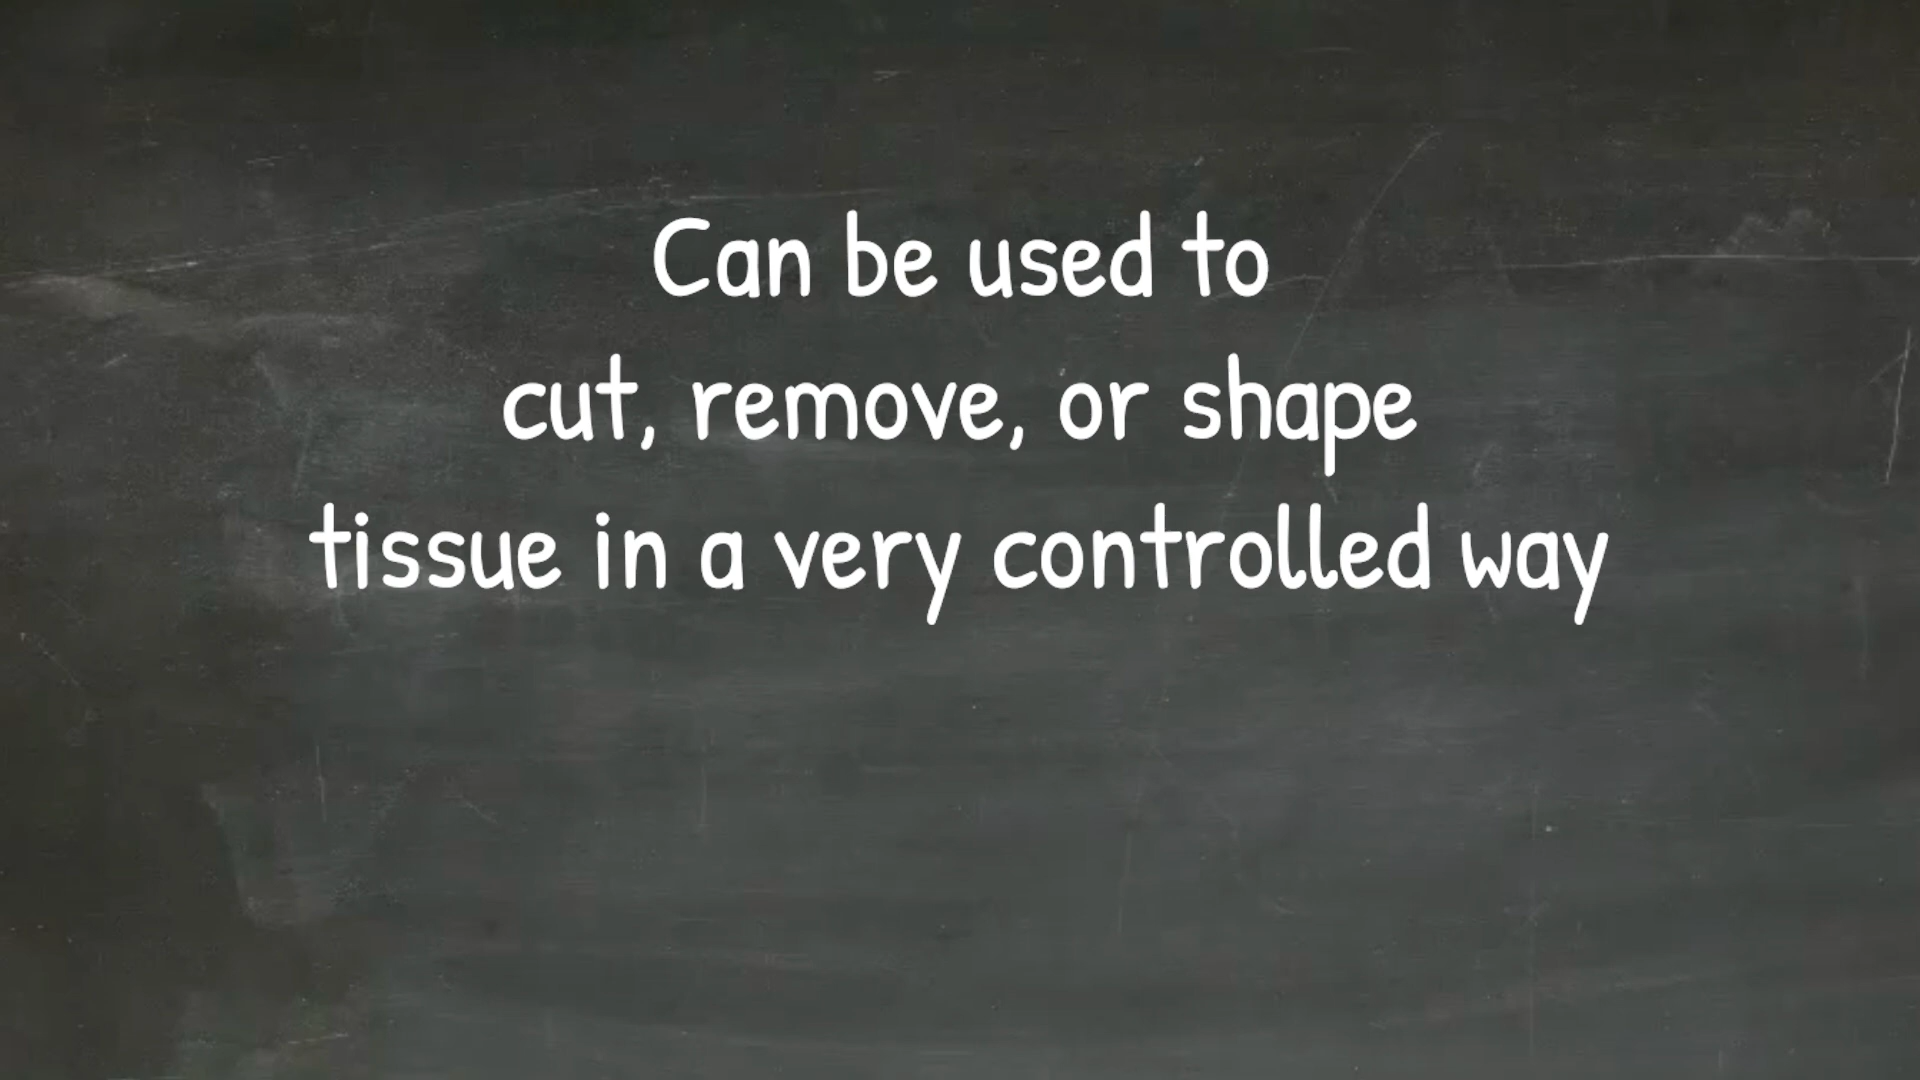 Can be used to
cut, remove, or shape
tissue in a very controlled way